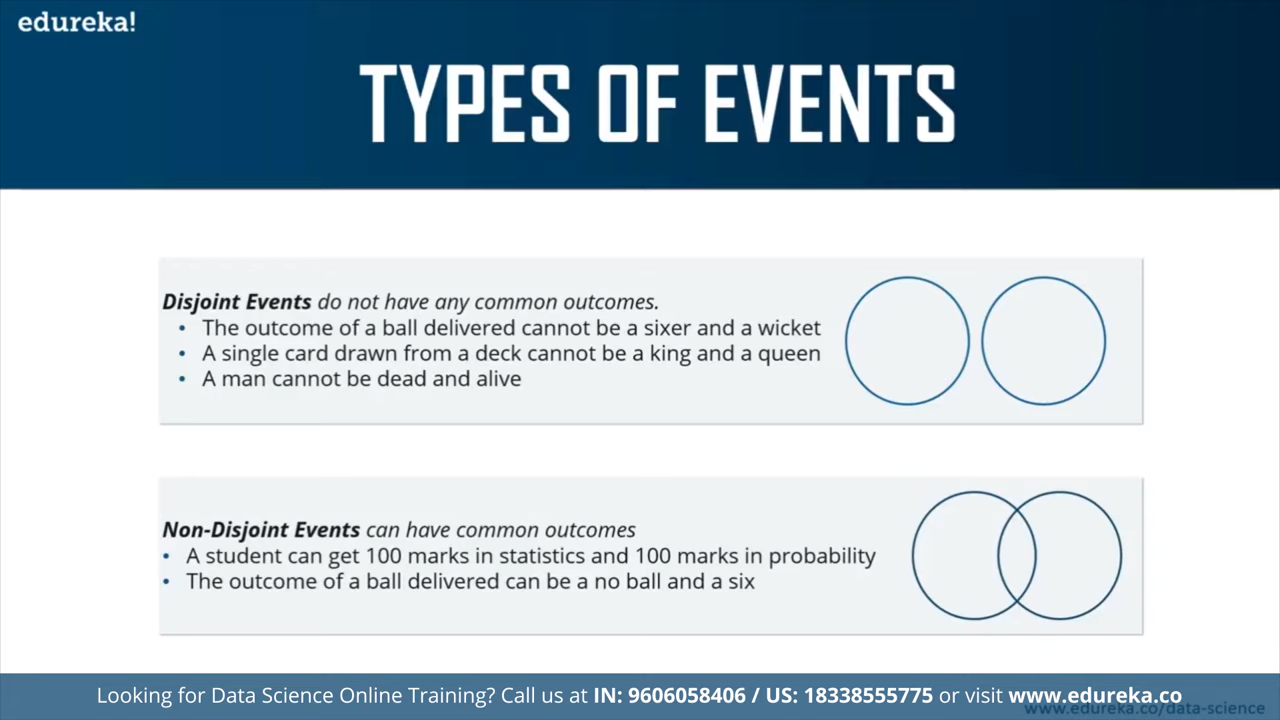 edureka!
TYPES OF EVENTS
Disjoint Events do not have any common outcomes.
• The outcome of a ball delivered cannot be a sixer and a wicket
• A single card drawn from a deck cannot be a king and a queen
• A man cannot be dead and alive
Non-Disjoint Events can have common outcomes
• A student can get 100 marks in statistics and 100 marks in probability
• The outcome of a ball delivered can be a no ball and a six
Looking for Data Science Online Training? Call us at IN: 9606058406 / US: 18338555775 or visit www.edureka.co
www.edureka.co/data-science